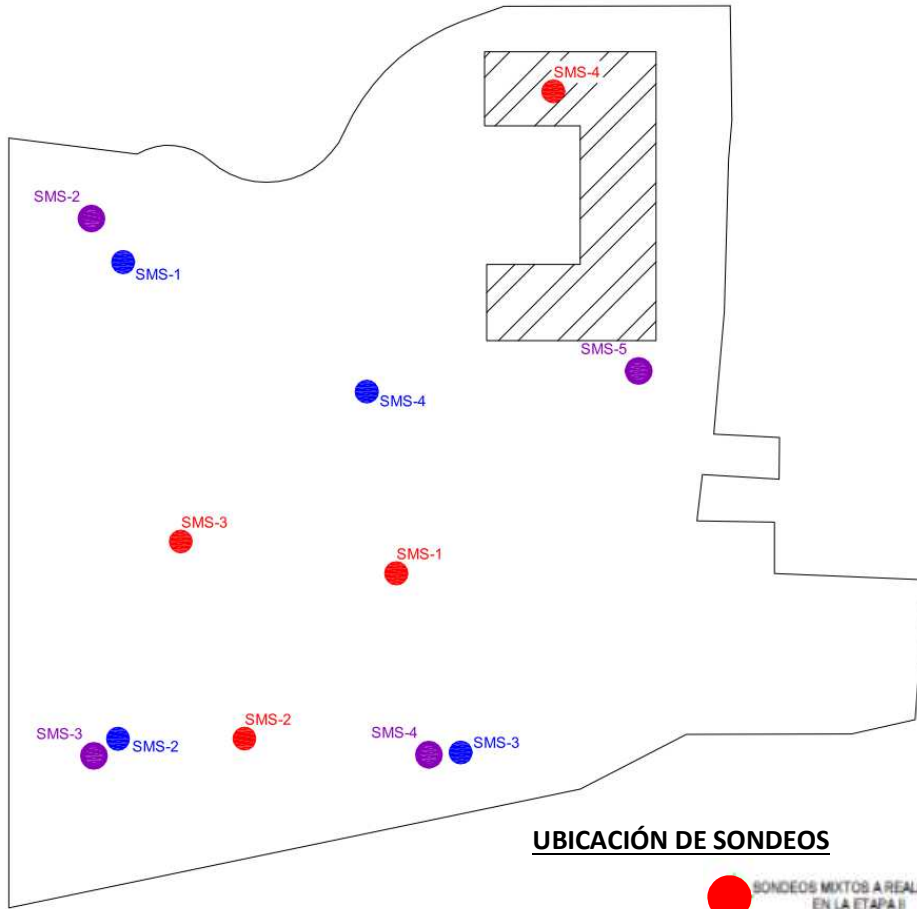 SMS-4
SMS-2
SMS-1
SMS-5
SMS-4
SMS-3
SMS-1
SMS-3
SMS-2
SMS-2
SMS-4
SMS-3
UBICACIÓN DE SONDEOS
SONDEOS MIXTOS A REAL
EN LA ETAPA II